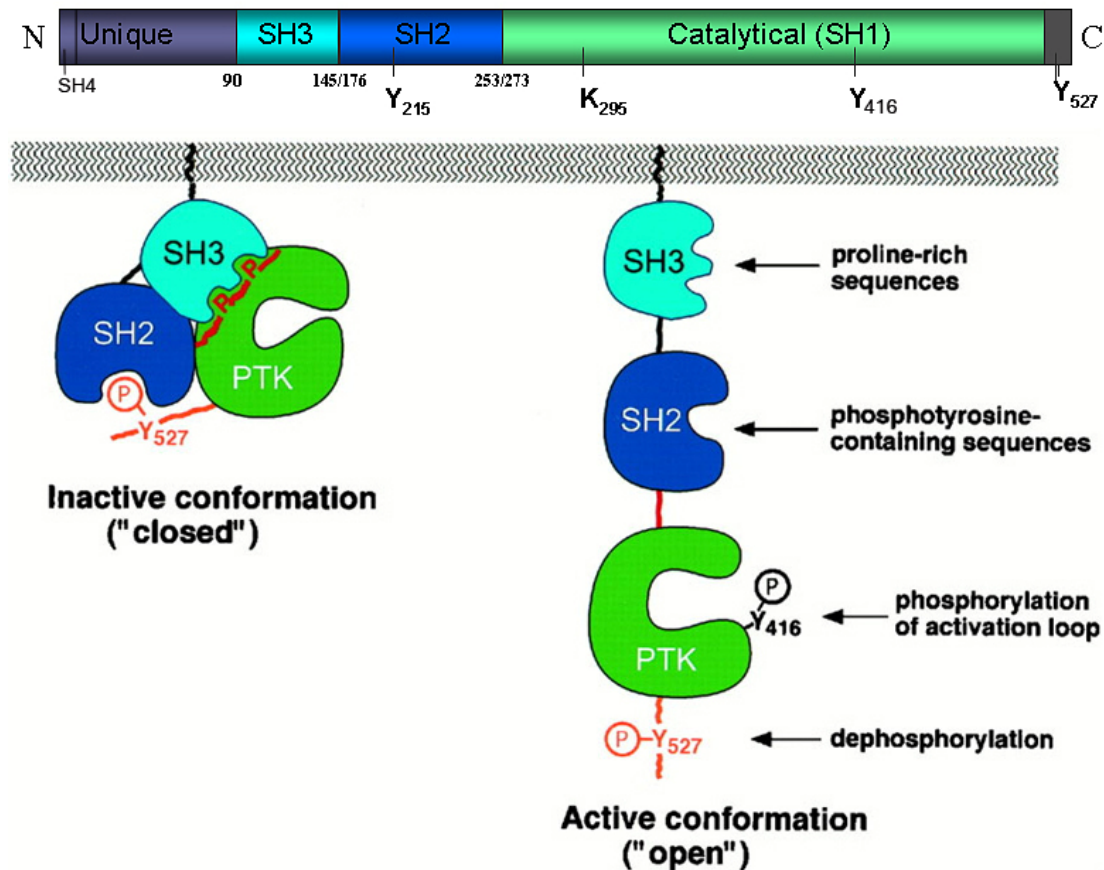 N Unique SH3 SH2 Catalytical (SH1) C
SH4 90 145/176 Y215 253/273 K295 Y416 Y527
SH3
P
P
SH2
PTK
P
Y527
Inactive conformation
("closed")
SH3
proline-rich
sequences
SH2
phosphotyrosine-
containing sequences
P
Y416
phosphorylation
of activation loop
PTK
P Y527
dephosphorylation
Active conformation
("open")